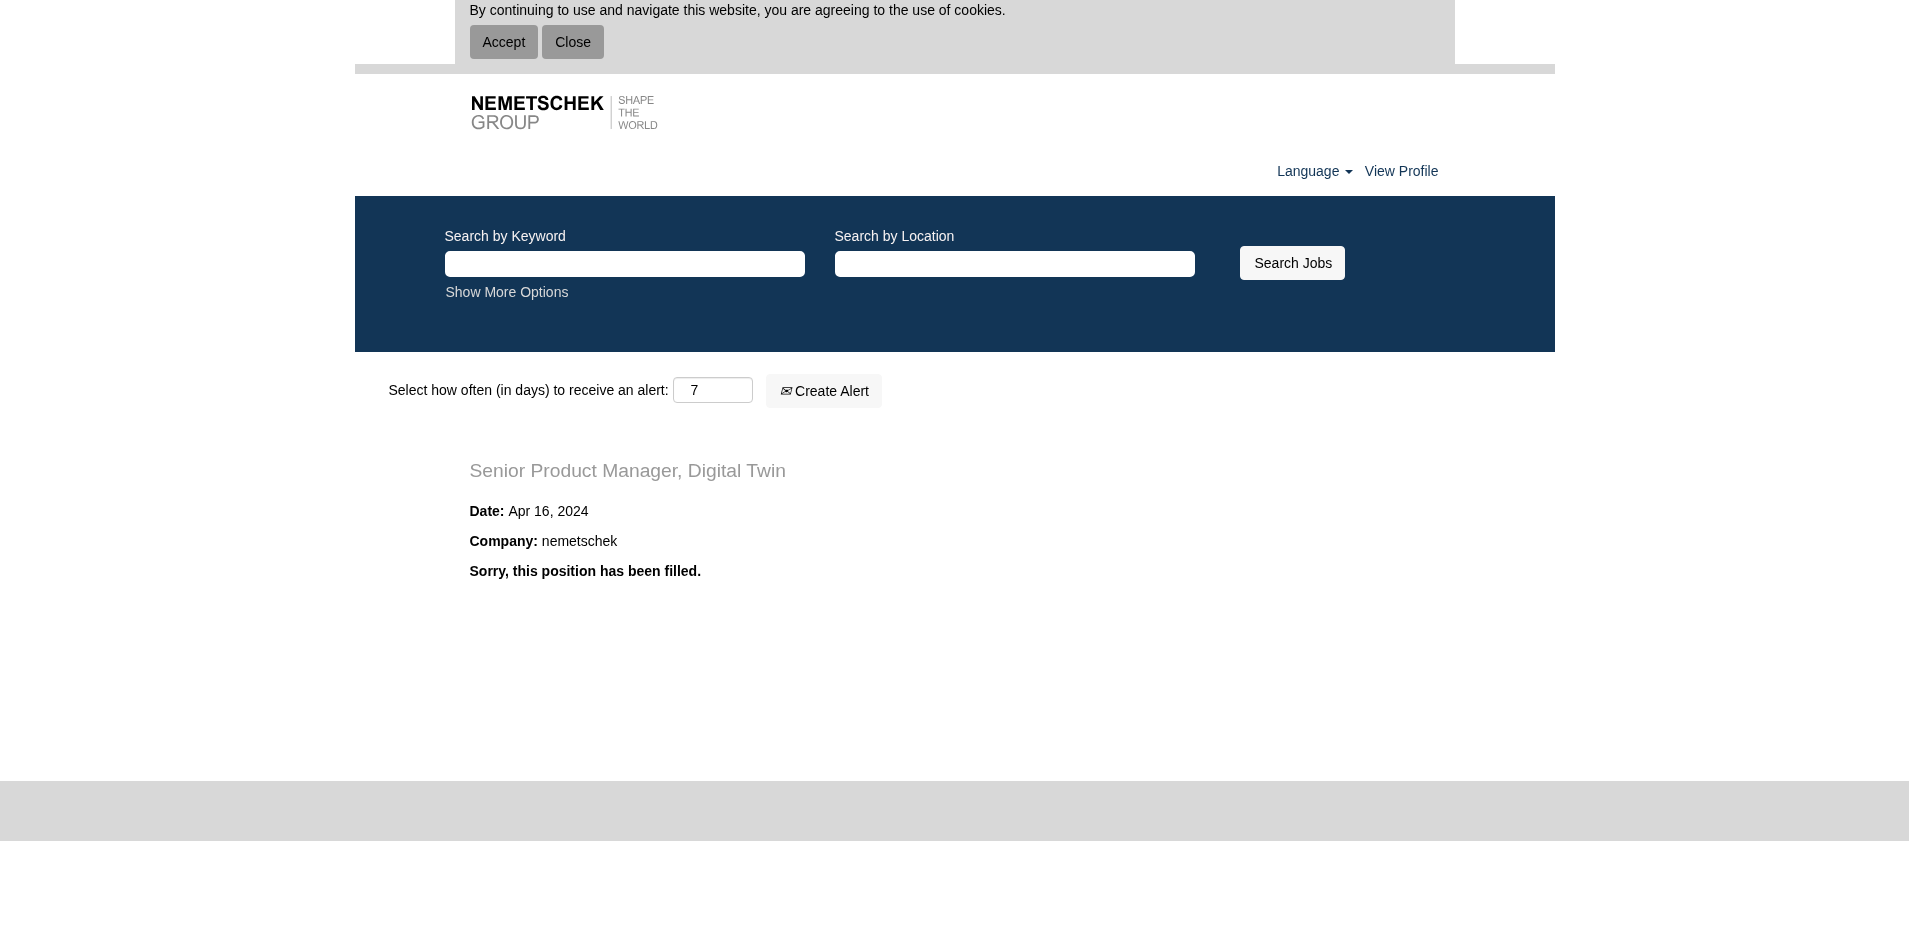 By continuing to use and navigate this website, you are agreeing to the use of cookies.
Accept Close
NEMETSCHEK GROUP
SHAPE
THE
WORLD
Language View Profile
Search by Keyword
Search by Location
Search Jobs
Show More Options
Select how often (in days) to receive an alert: 7 ✉ Create Alert
Senior Product Manager, Digital Twin
Date: Apr 16, 2024
Company: nemetschek
Sorry, this position has been filled.